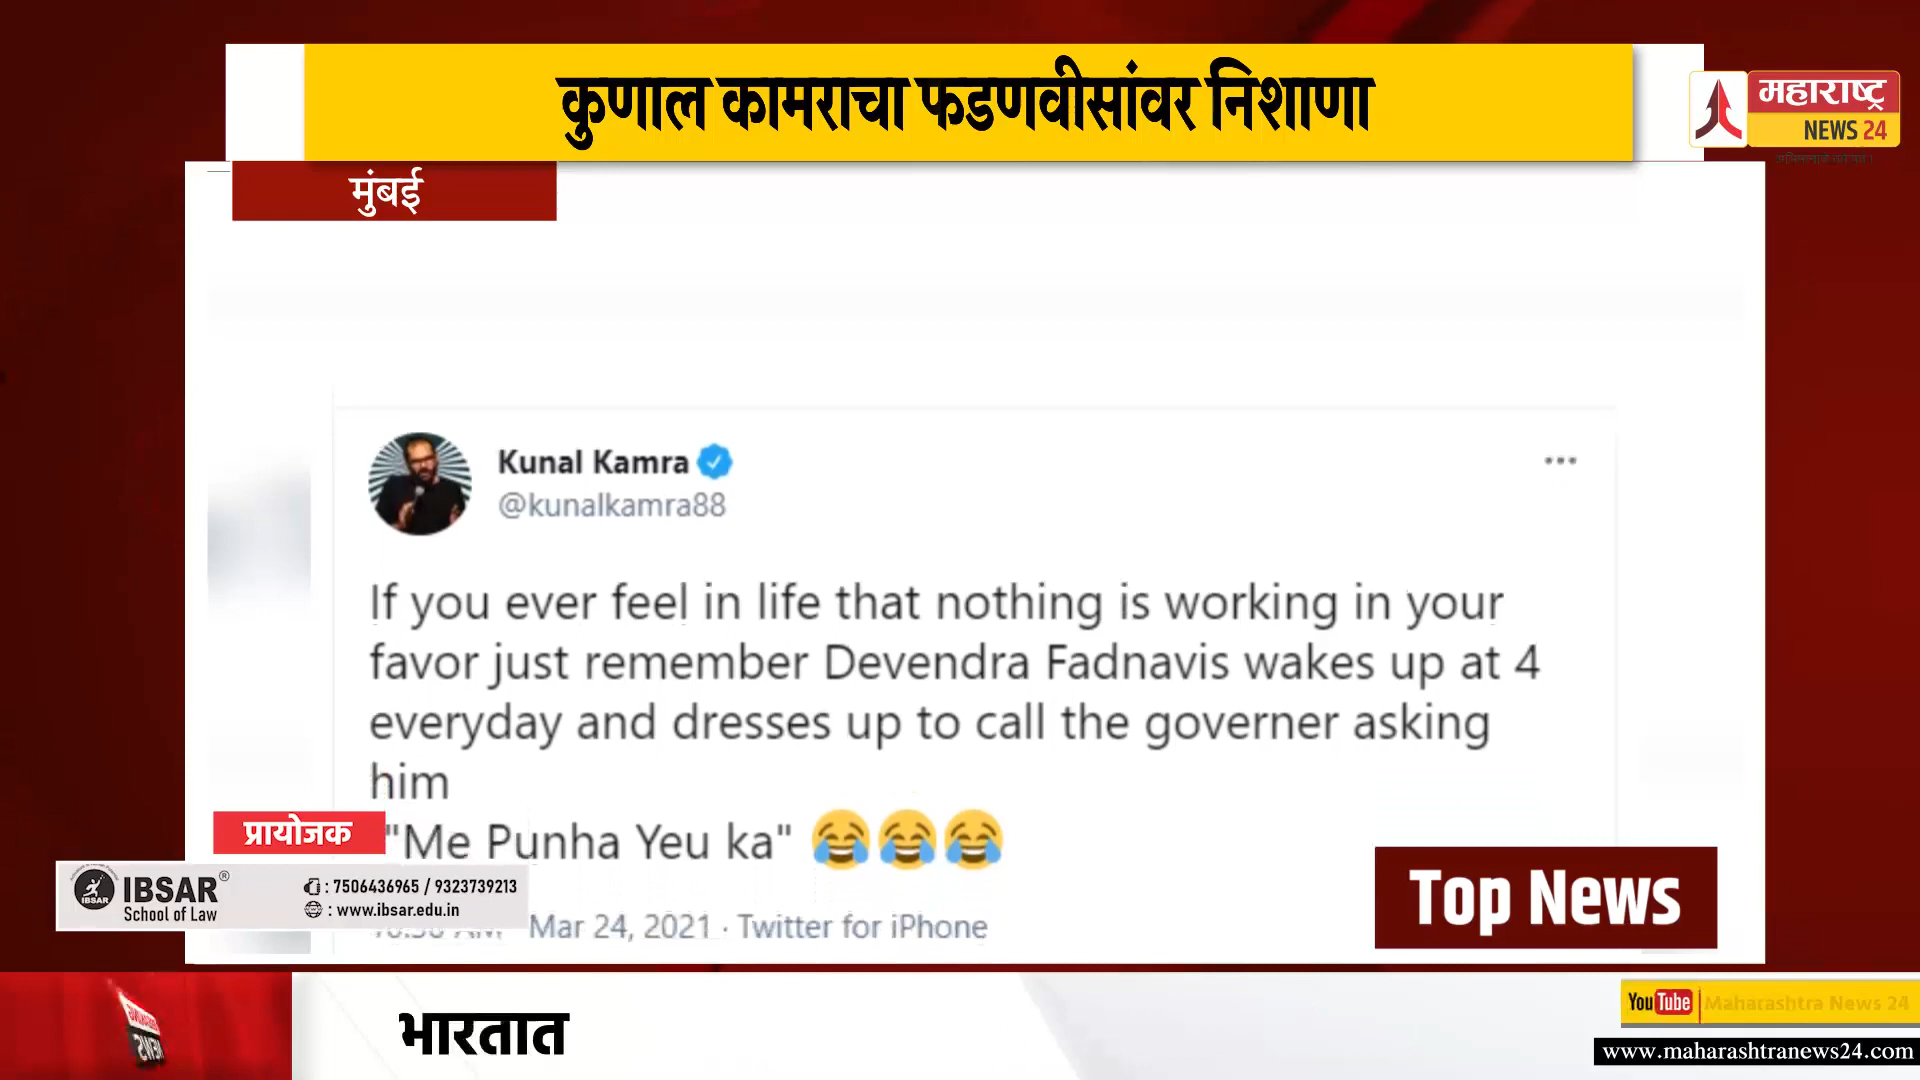 कुणाल कामराचा फडणवीसांवर निशाणा
महाराष्ट्र
NEWS 24
मुंबई
Kunal Kamra
@kunalkamra88
If you ever feel in life that nothing is working in your
favor just remember Devendra Fadnavis wakes up at 4
everyday and dresses up to call the governer asking
him
"Me Punha Yeu ka" 😂😂😂
Mar 24, 2021 · Twitter for iPhone
प्रायोजक
IBSAR®
School of Law
: 7506436965 / 9323739213
: www.ibsar.edu.in
Top News
भारतात
YouTube Maharashtra News 24
www.maharashtranews24.com